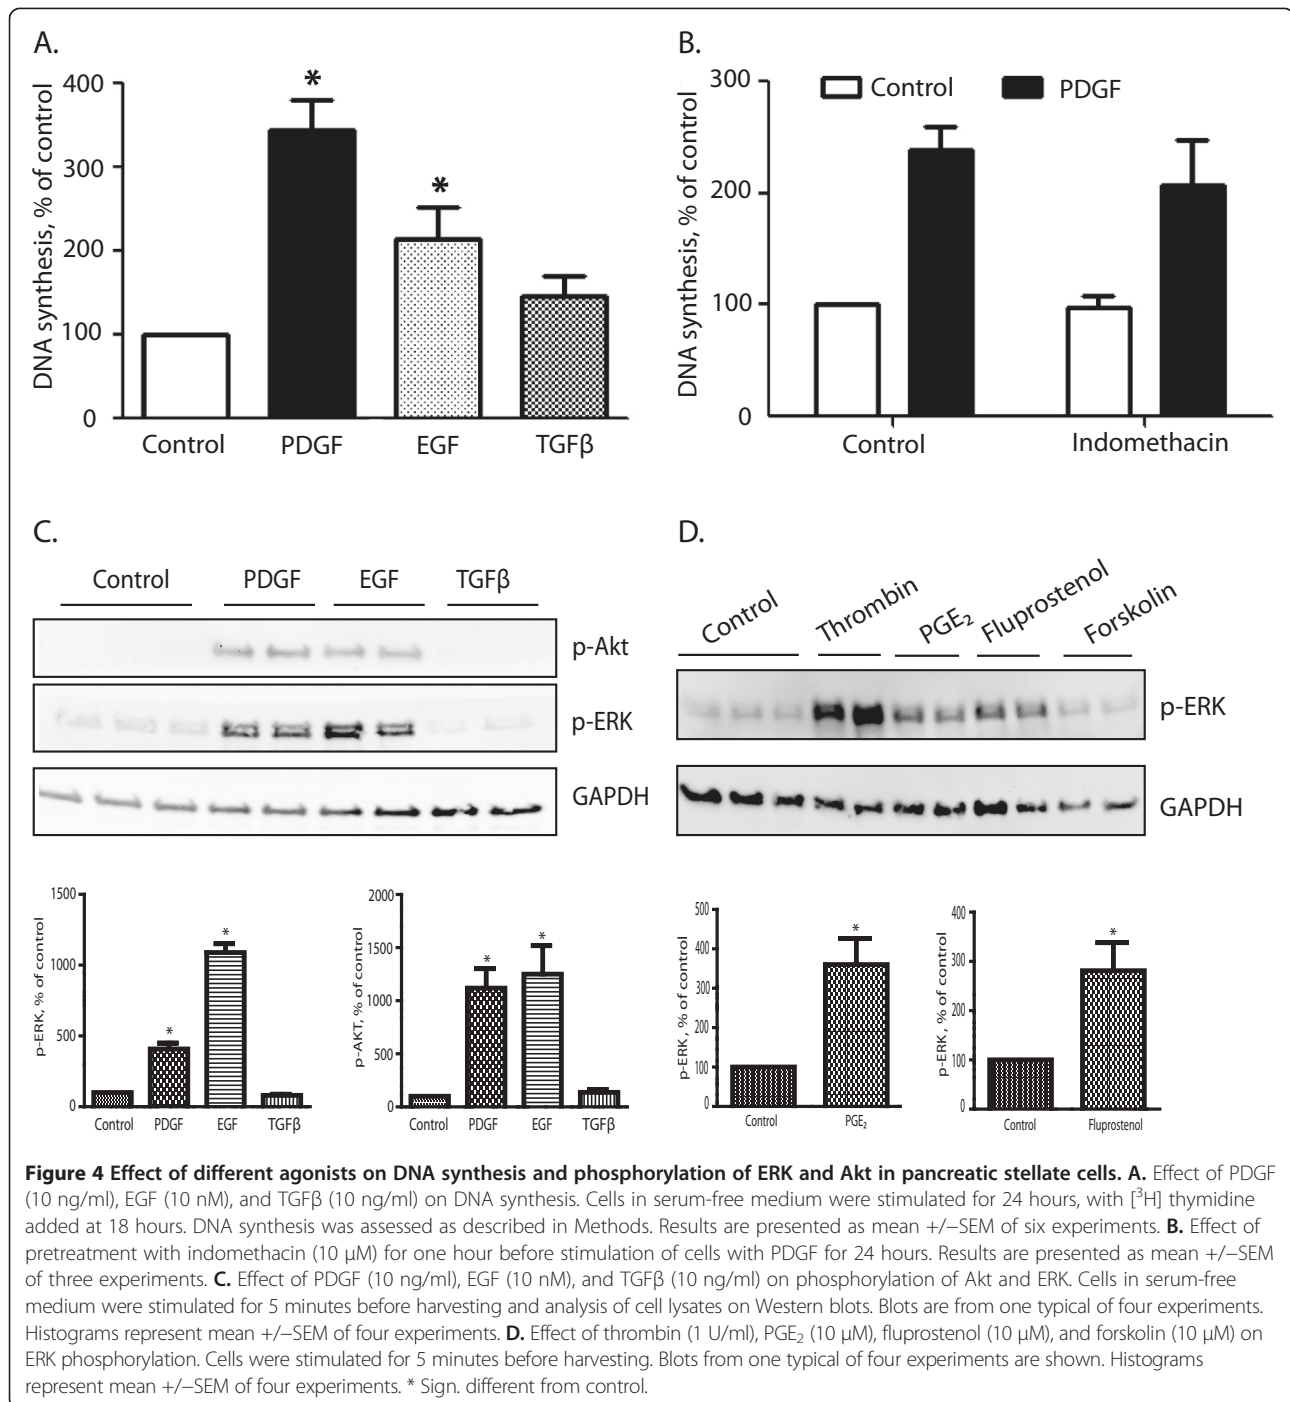 A.
DNA synthesis, % of control
400
300
200
100
0
*
*
Control PDGF EGF TGFβ
B.
DNA synthesis, % of control
300
200
100
0
Control PDGF
Control Indomethacin
C.
Control PDGF EGF TGFβ
p-Akt
p-ERK
GAPDH
p-ERK, % of control
1500
1000
500
0
*
*
Control PDGF EGF TGFβ
p-AKT, % of control
2000
1500
1000
500
0
*
*
Control PDGF EGF TGFβ
D.
Control Thrombin PGE₂ Fluprostenol Forskolin
p-ERK
GAPDH
p-ERK , % of control
500
400
300
200
100
0
*
Control PGE₂
p-ERK, % of control
400
300
200
100
0
*
Control Fluprostenol
Figure 4 Effect of different agonists on DNA synthesis and phosphorylation of ERK and Akt in pancreatic stellate cells. A. Effect of PDGF
(10 ng/ml), EGF (10 nM), and TGFβ (10 ng/ml) on DNA synthesis. Cells in serum-free medium were stimulated for 24 hours, with [³H] thymidine
added at 18 hours. DNA synthesis was assessed as described in Methods. Results are presented as mean +/−SEM of six experiments. B. Effect of
pretreatment with indomethacin (10 μM) for one hour before stimulation of cells with PDGF for 24 hours. Results are presented as mean +/−SEM
of three experiments. C. Effect of PDGF (10 ng/ml), EGF (10 nM), and TGFβ (10 ng/ml) on phosphorylation of Akt and ERK. Cells in serum-free
medium were stimulated for 5 minutes before harvesting and analysis of cell lysates on Western blots. Blots are from one typical of four experiments.
Histograms represent mean +/−SEM of four experiments. D. Effect of thrombin (1 U/ml), PGE₂ (10 μM), fluprostenol (10 μM), and forskolin (10 μM) on
ERK phosphorylation. Cells were stimulated for 5 minutes before harvesting. Blots from one typical of four experiments are shown. Histograms
represent mean +/−SEM of four experiments. * Sign. different from control.